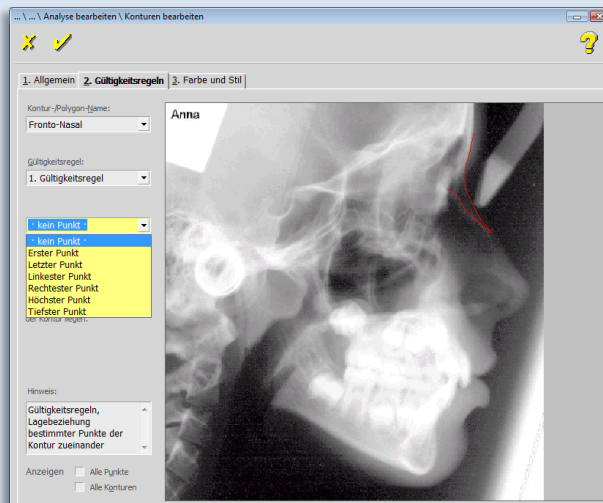 ... \ ... \ Analyse bearbeiten \ Konturen bearbeiten
1. Allgemein
2. Gültigkeitsregeln
3. Farbe und Stil
Kontur-/Polygon-Name:
Fronto-Nasal
Anna
Gültigkeitsregel:
1. Gültigkeitsregel
* kein Punkt *
* kein Punkt *
Erster Punkt
Letzter Punkt
Linkester Punkt
Rechtester Punkt
Höchster Punkt
Tiefster Punkt
der Kontur liegen.
Hinweis:
Gültigkeitsregeln,
Lagebeziehung
bestimmter Punkte der
Kontur zueinander
Anzeigen
Alle Punkte
Alle Konturen